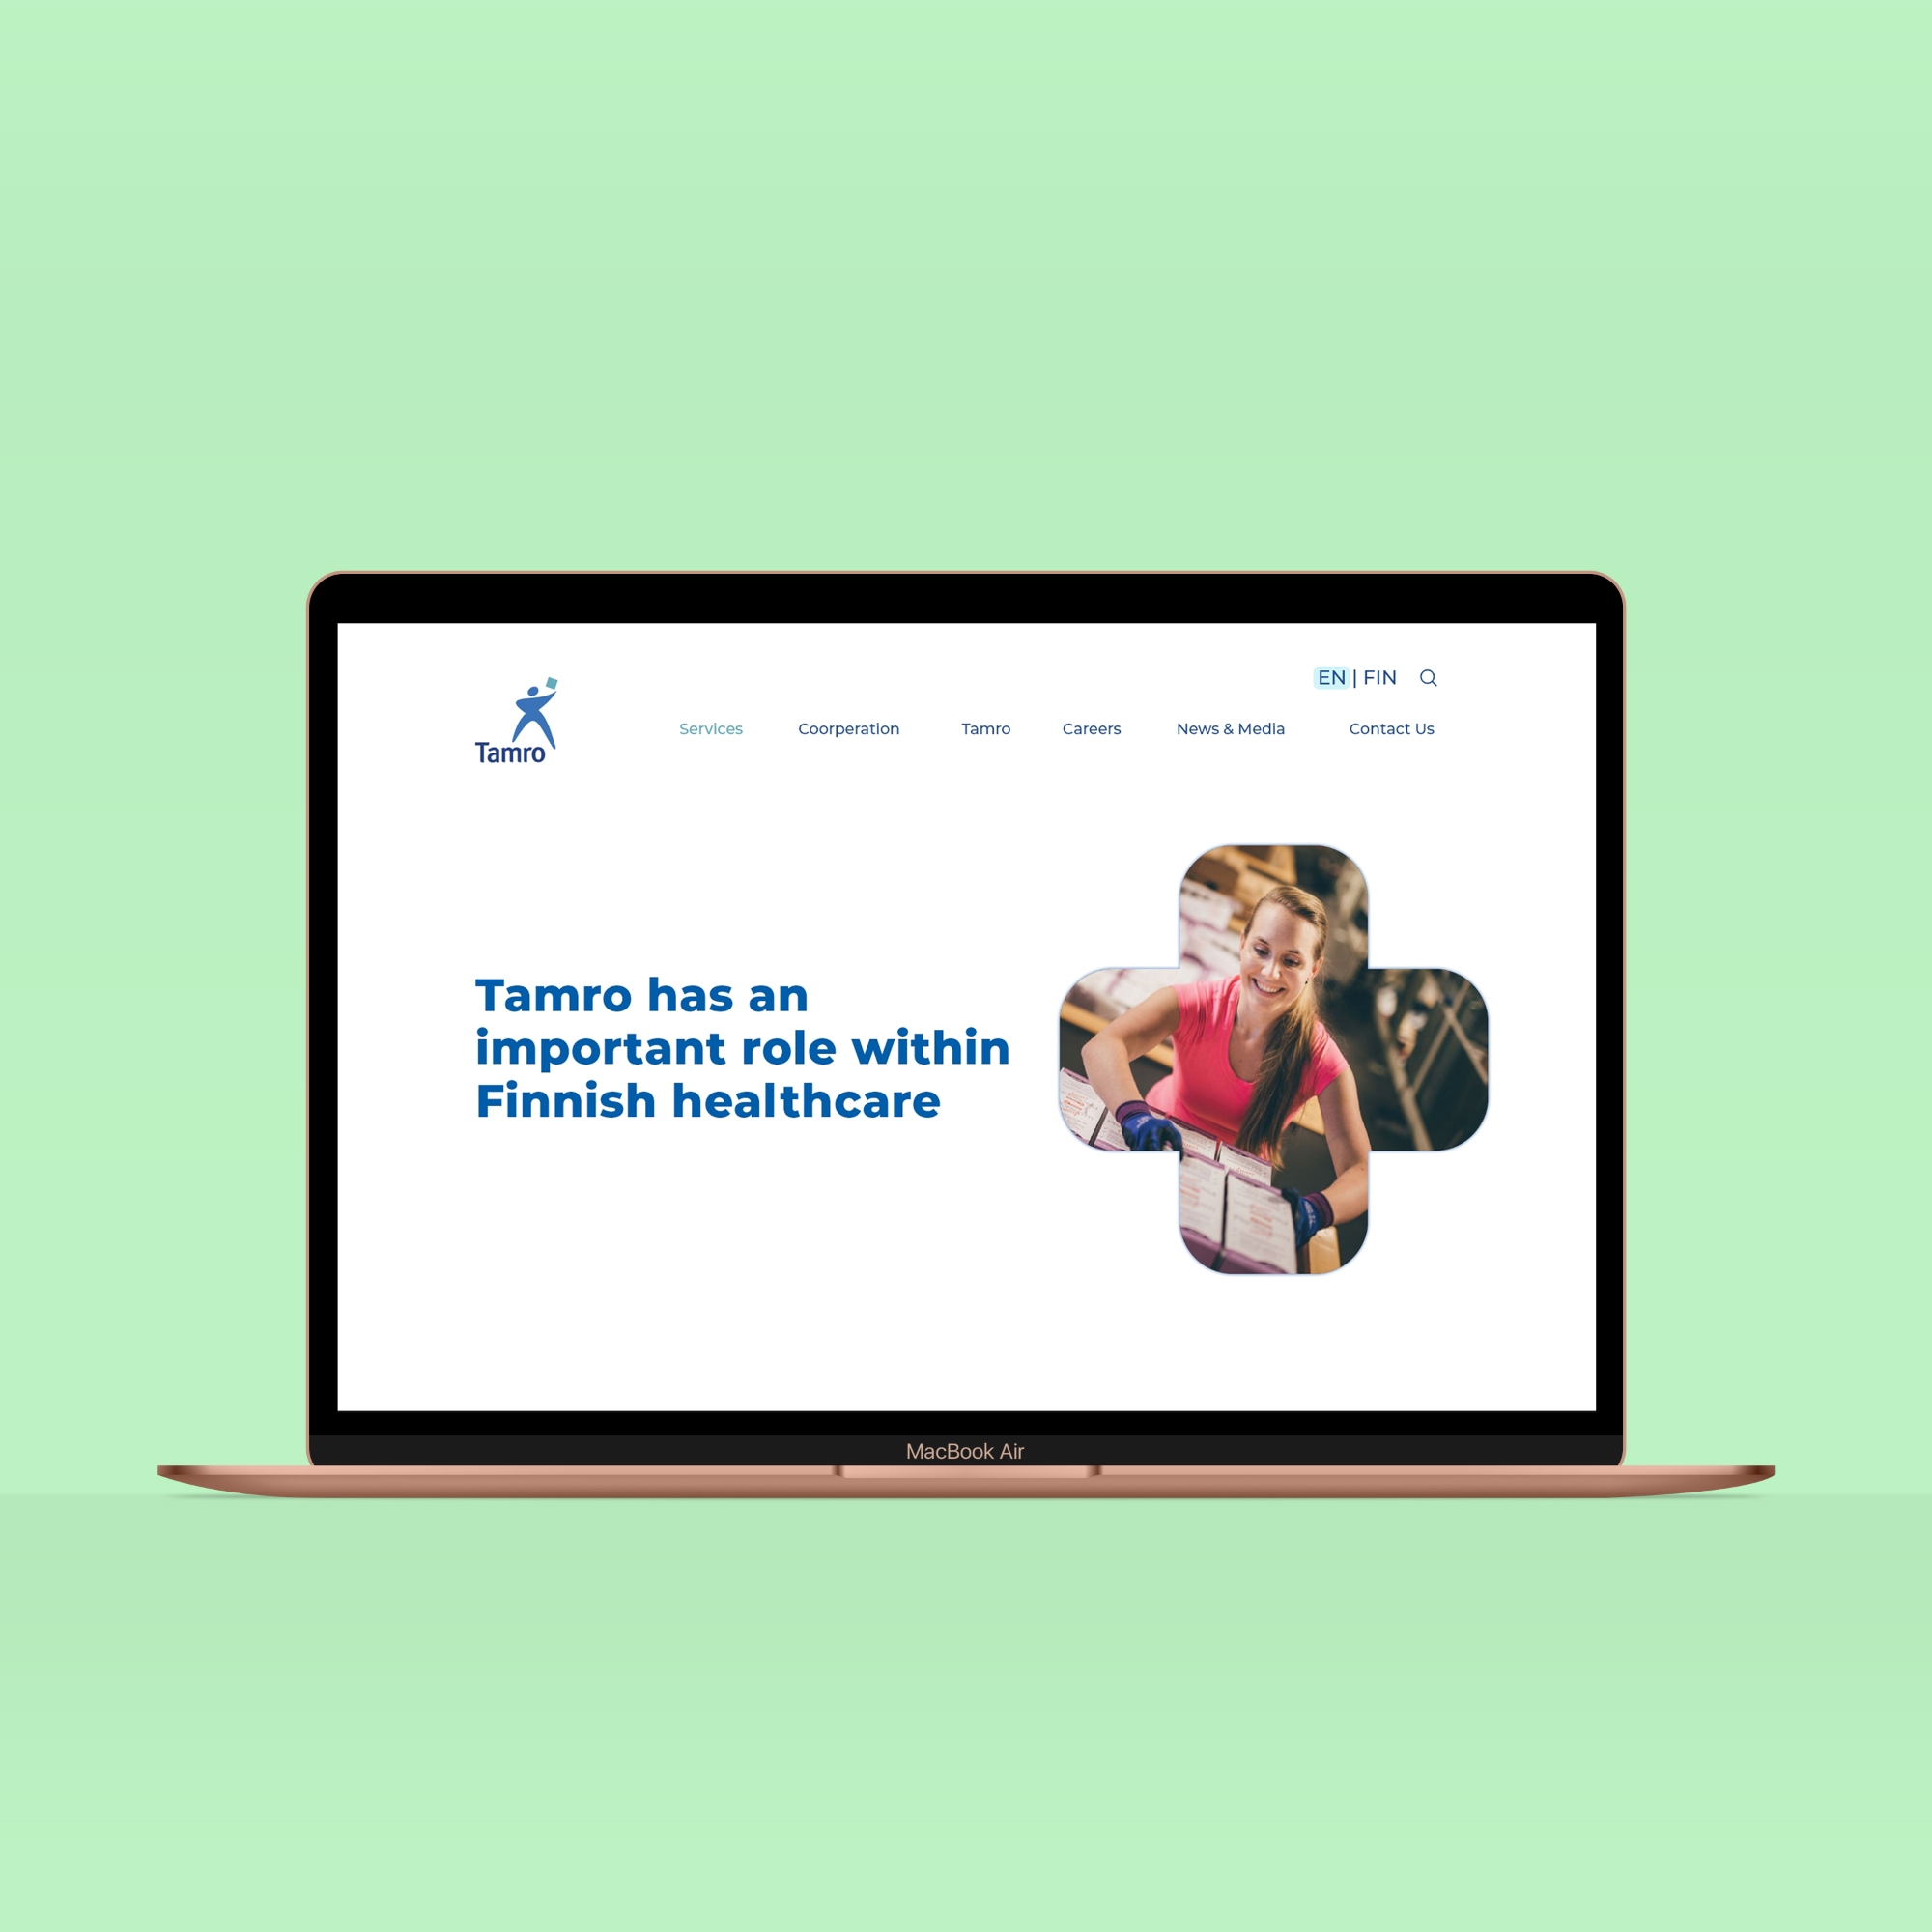 EN | FIN
Tamro
Services Coorperation Tamro Careers News & Media Contact Us
Tamro has an
important role within
Finnish healthcare
MacBook Air